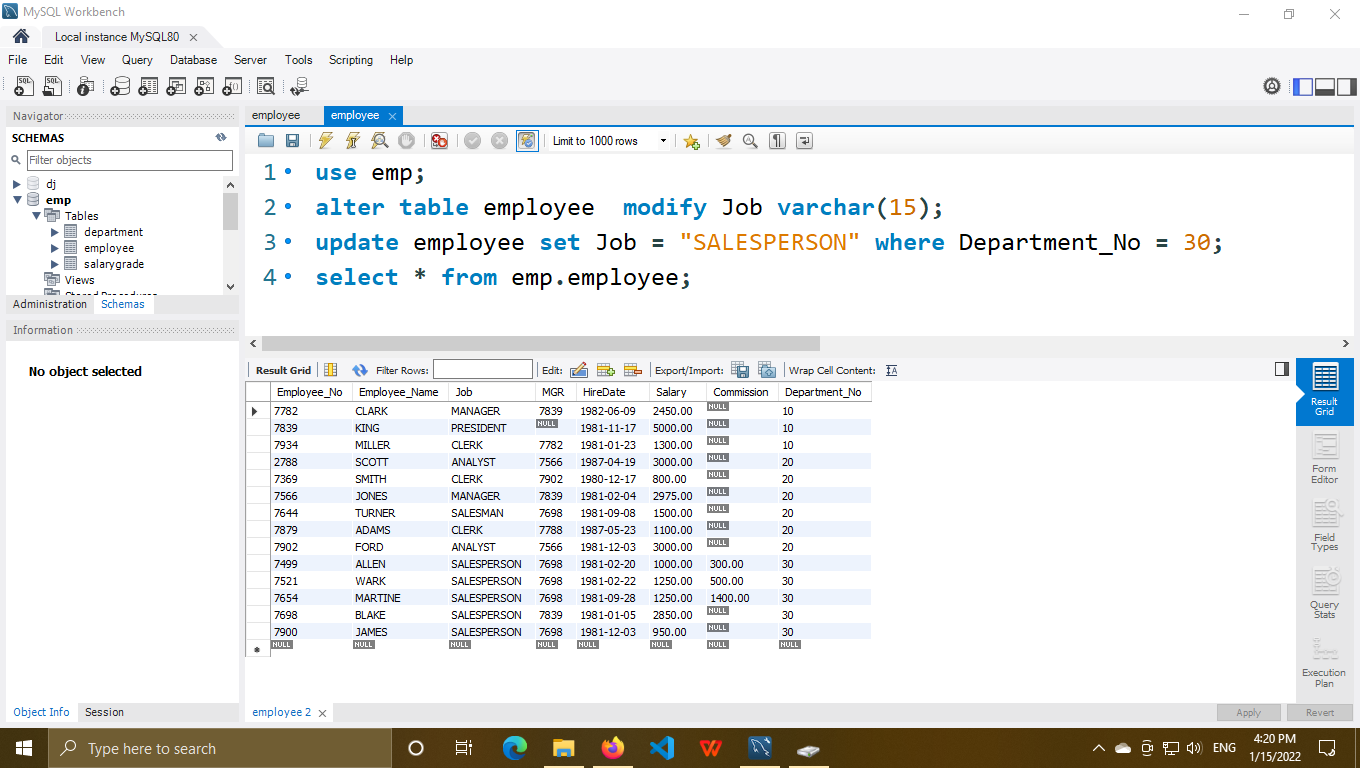 MySQL Workbench
Local instance MySQL80
File Edit View Query Database Server Tools Scripting Help
Navigator
SCHEMAS
Filter objects
dj
emp
Tables
department
employee
salarygrade
Views
Stored Procedures
Administration Schemas
Information
No object selected
Object Info Session
employee employee
Limit to 1000 rows
1 use emp;
2 alter table employee  modify Job varchar(15);
3 update employee set Job = "SALESPERSON" where Department_No = 30;
4 select * from emp.employee;
Result Grid Filter Rows: Edit: Export/Import: Wrap Cell Content:
Employee_No Employee_Name Job MGR HireDate Salary Commission Department_No
7782 CLARK MANAGER 7839 1982-06-09 2450.00 NULL 10
7839 KING PRESIDENT NULL 1981-11-17 5000.00 NULL 10
7934 MILLER CLERK 7782 1981-01-23 1300.00 NULL 10
2788 SCOTT ANALYST 7566 1987-04-19 3000.00 NULL 20
7369 SMITH CLERK 7902 1980-12-17 800.00 NULL 20
7566 JONES MANAGER 7839 1981-02-04 2975.00 NULL 20
7644 TURNER SALESMAN 7698 1981-09-08 1500.00 NULL 20
7879 ADAMS CLERK 7788 1987-05-23 1100.00 NULL 20
7902 FORD ANALYST 7566 1981-12-03 3000.00 NULL 20
7499 ALLEN SALESPERSON 7698 1981-02-20 1000.00 300.00 30
7521 WARK SALESPERSON 7698 1981-02-22 1250.00 500.00 30
7654 MARTINE SALESPERSON 7698 1981-09-28 1250.00 1400.00 30
7698 BLAKE SALESPERSON 7839 1981-01-05 2850.00 NULL 30
7900 JAMES SALESPERSON 7698 1981-12-03 950.00 NULL 30
NULL NULL NULL NULL NULL NULL NULL NULL
Result
Grid
Form
Editor
Field
Types
Query
Stats
Execution
Plan
employee 2
Apply Revert
Type here to search
ENG
4:20 PM
1/15/2022